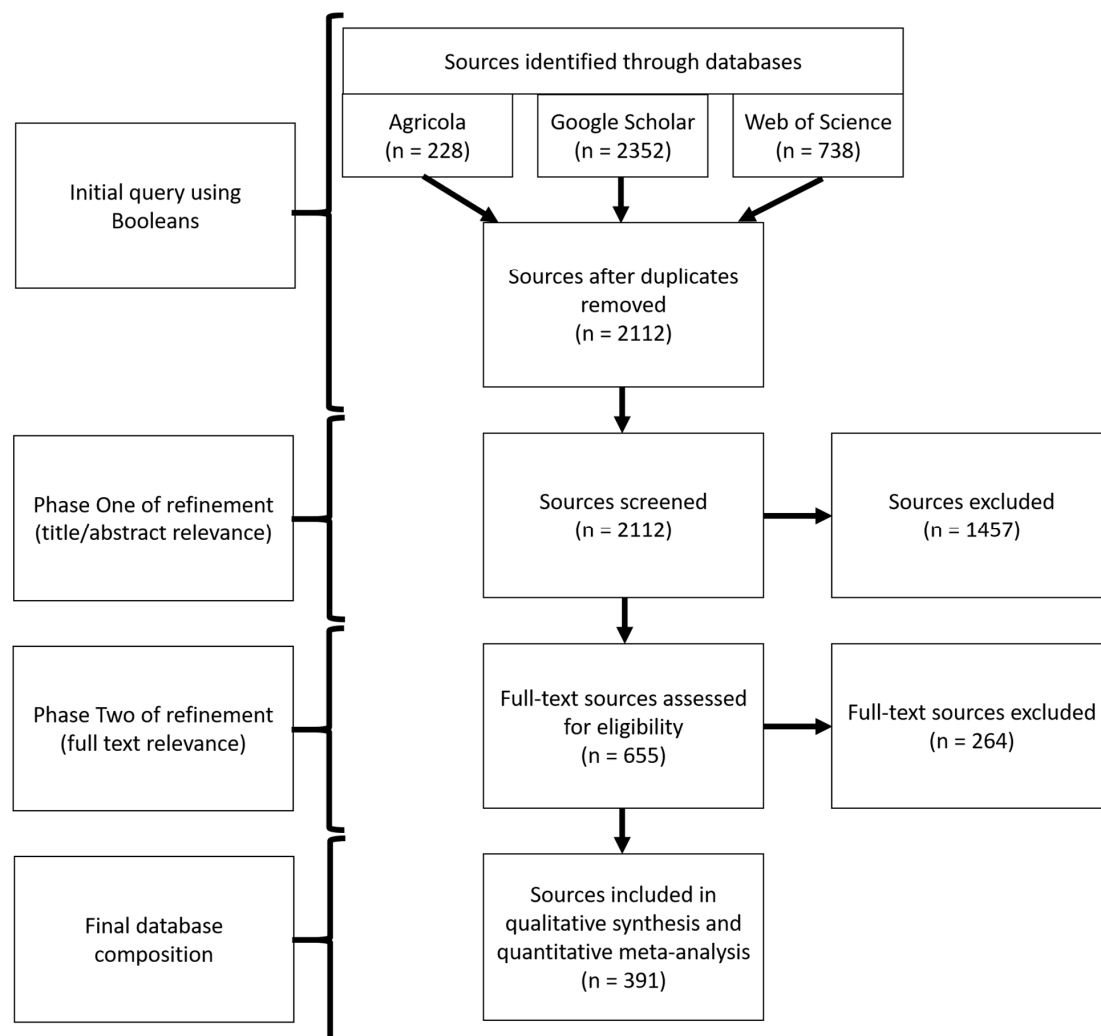 Sources identified through databases
Agricola
(n = 228)
Google Scholar
(n = 2352)
Web of Science
(n = 738)
Initial query using
Booleans
Sources after duplicates
removed
(n = 2112)
Phase One of refinement
(title/abstract relevance)
Sources screened
(n = 2112)
Sources excluded
(n = 1457)
Phase Two of refinement
(full text relevance)
Full-text sources assessed
for eligibility
(n = 655)
Full-text sources excluded
(n = 264)
Final database
composition
Sources included in
qualitative synthesis and
quantitative meta-analysis
(n = 391)